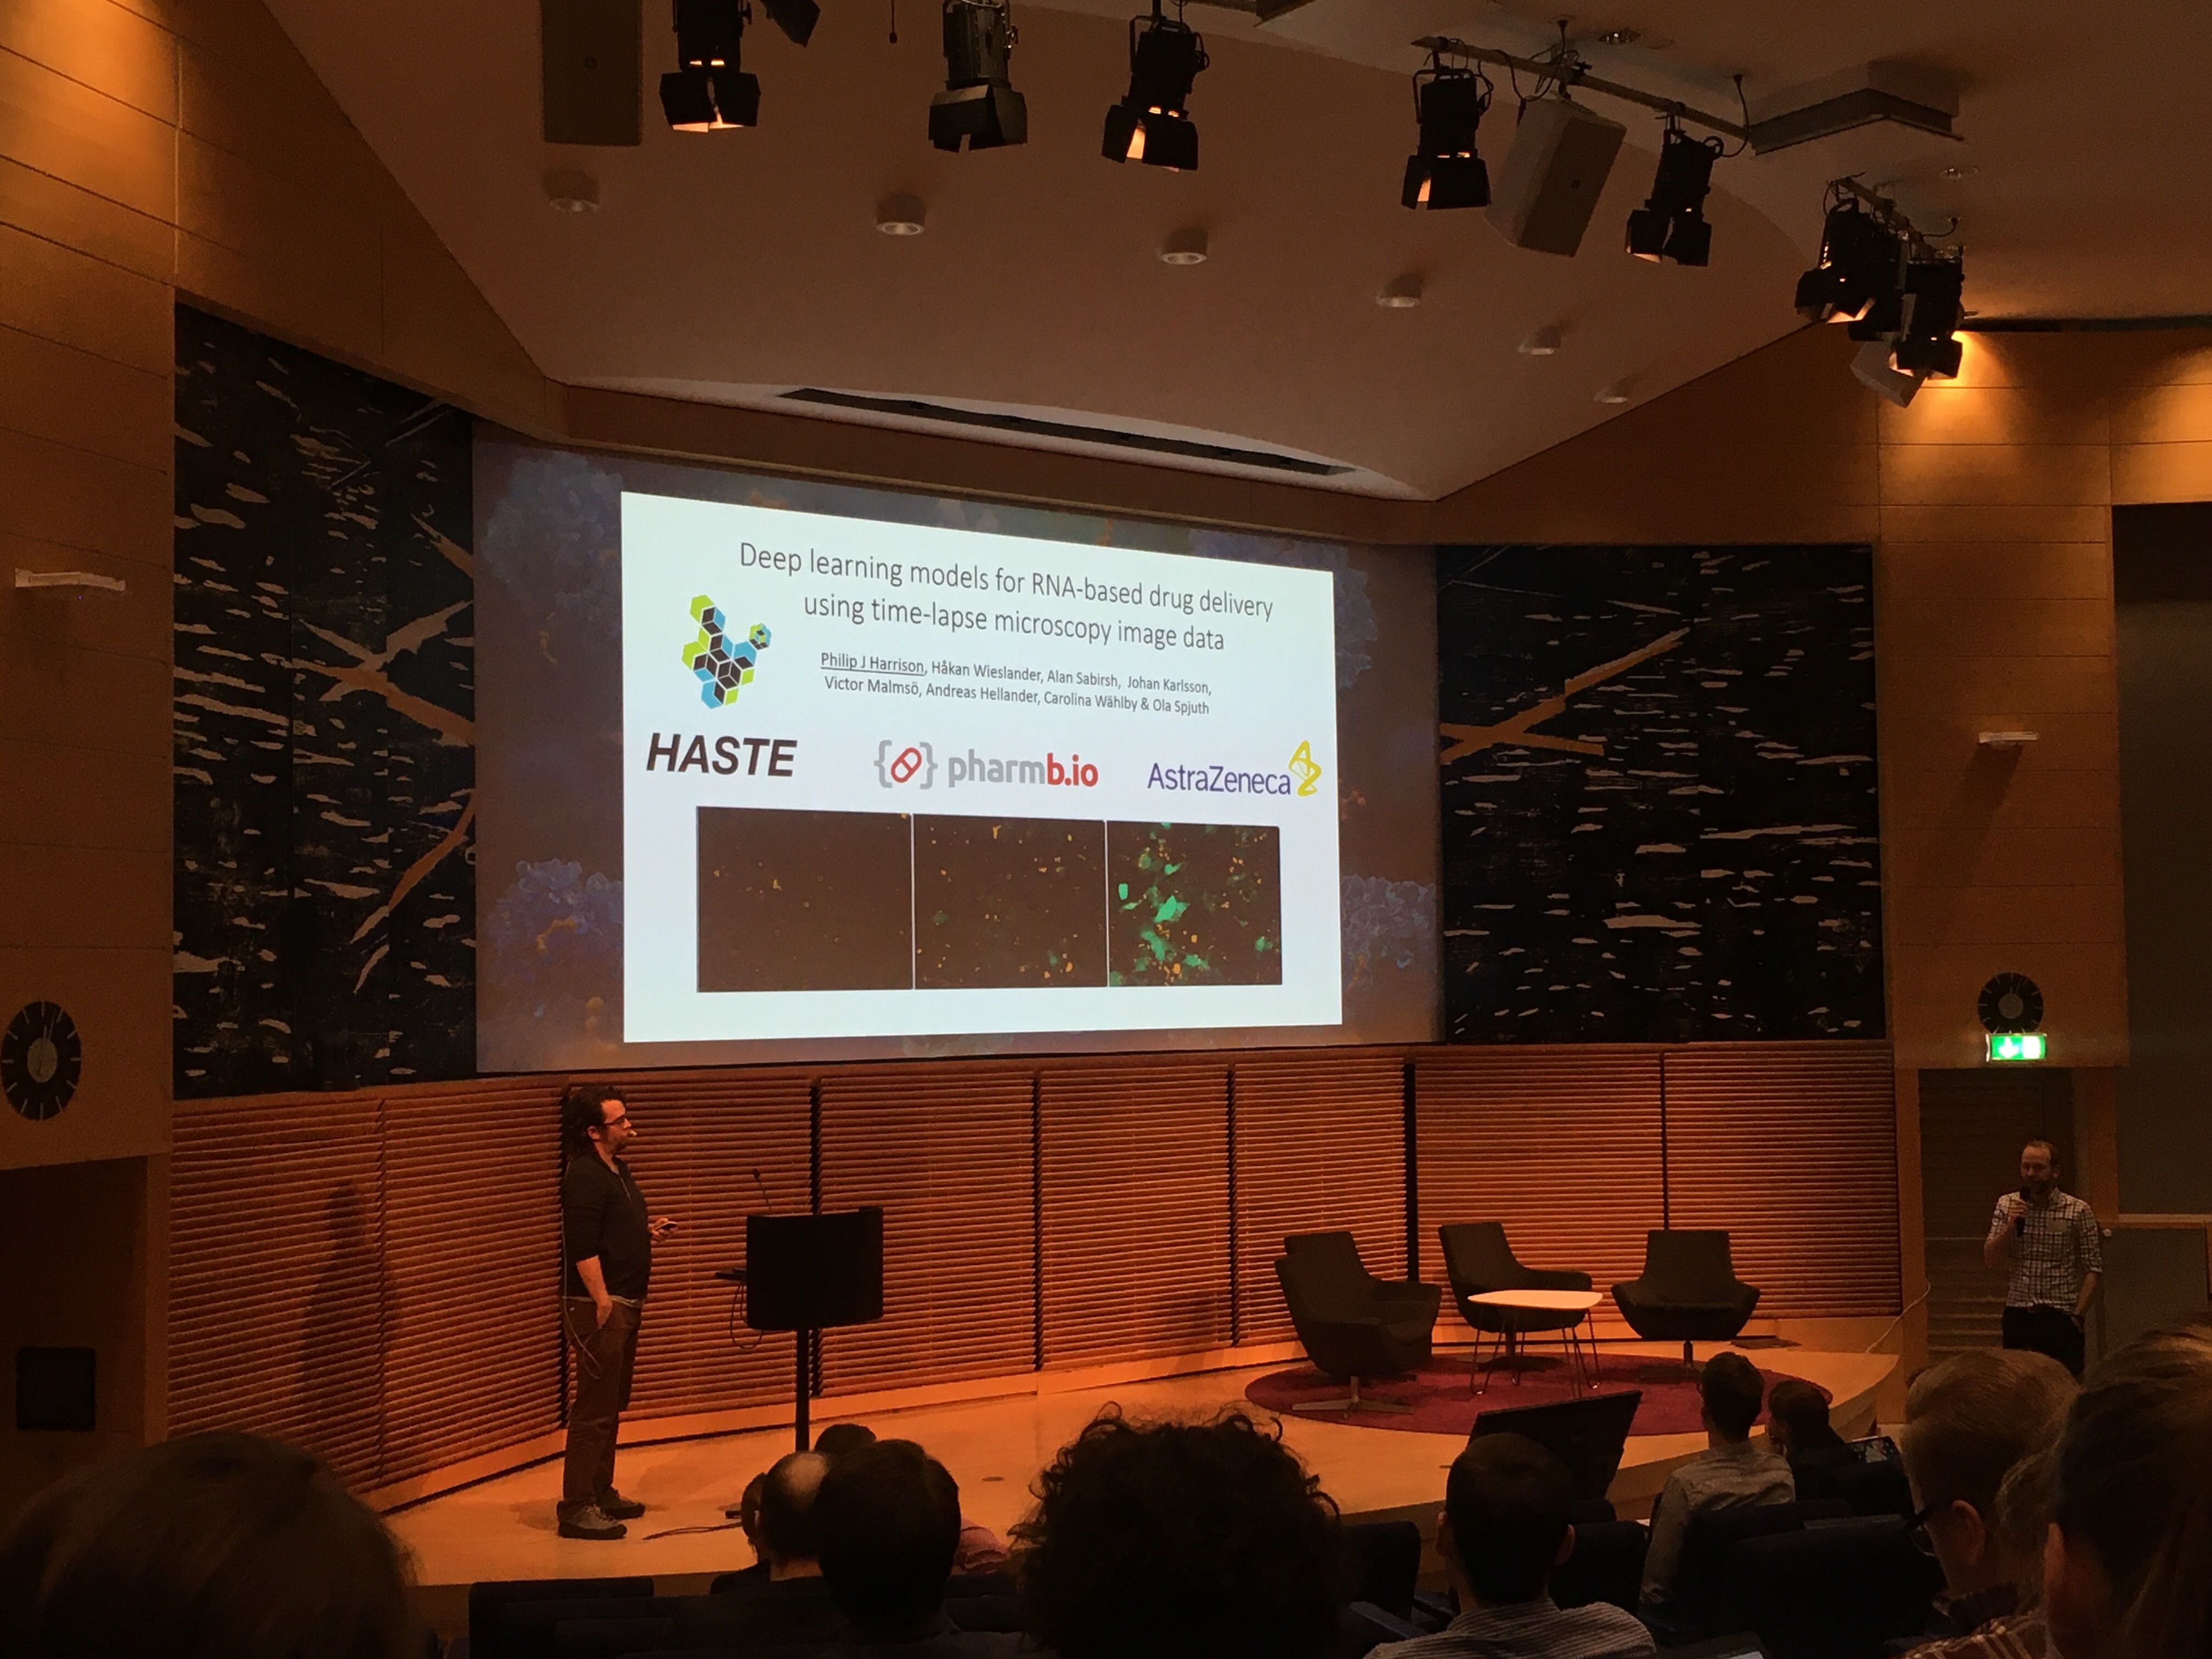 Deep learning models for RNA-based drug delivery
using time-lapse microscopy image data
Philip J Harrison, Håkan Wieslander, Alan Sabirsh, Johan Karlsson,
Victor Malmsö, Andreas Hellander, Carolina Wählby & Ola Spjuth
HASTE
{} pharmb.io
AstraZeneca